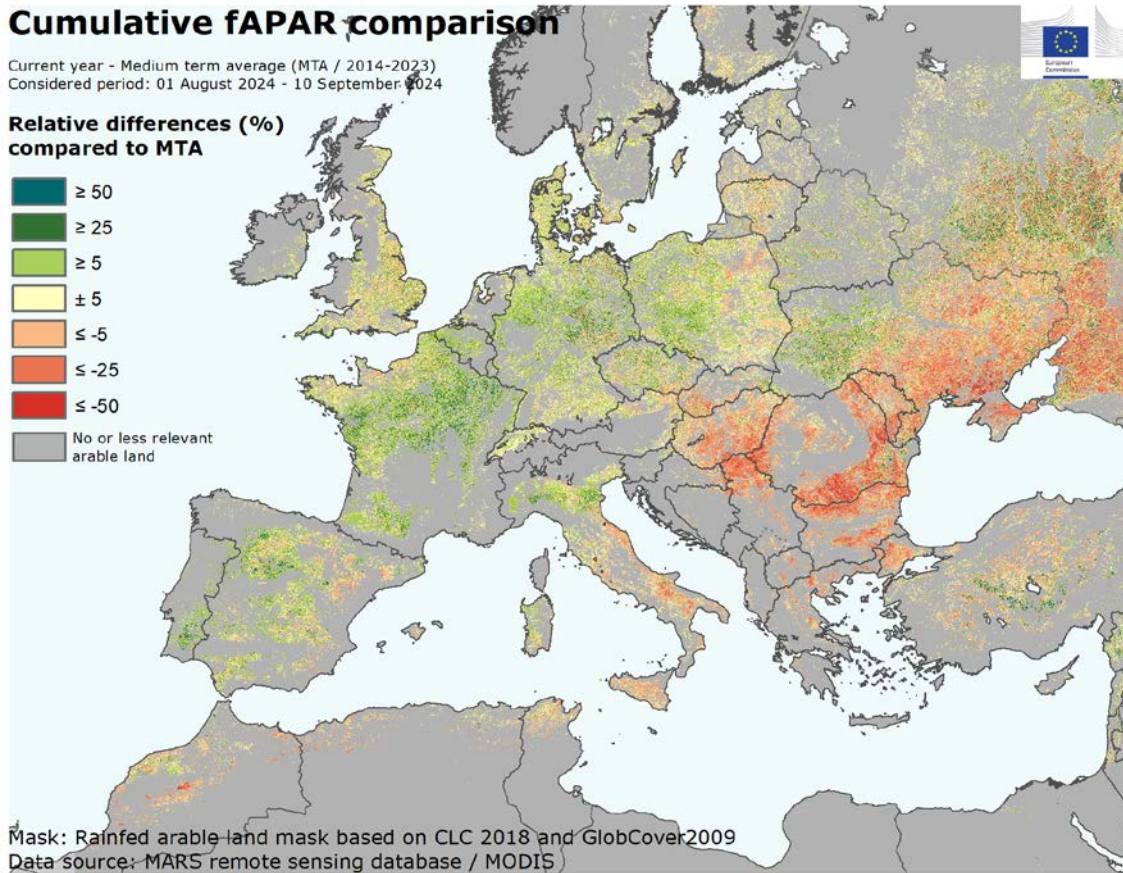 Cumulative fAPAR comparison
Current year - Medium term average (MTA / 2014-2023)
Considered period: 01 August 2024 - 10 September 2024
Relative differences (%)
compared to MTA
≥ 50
≥ 25
≥ 5
± 5
≤ -5
≤ -25
≤ -50
No or less relevant
arable land
European
Commission
Mask: Rainfed arable land mask based on CLC 2018 and GlobCover2009
Data source: MARS remote sensing database / MODIS